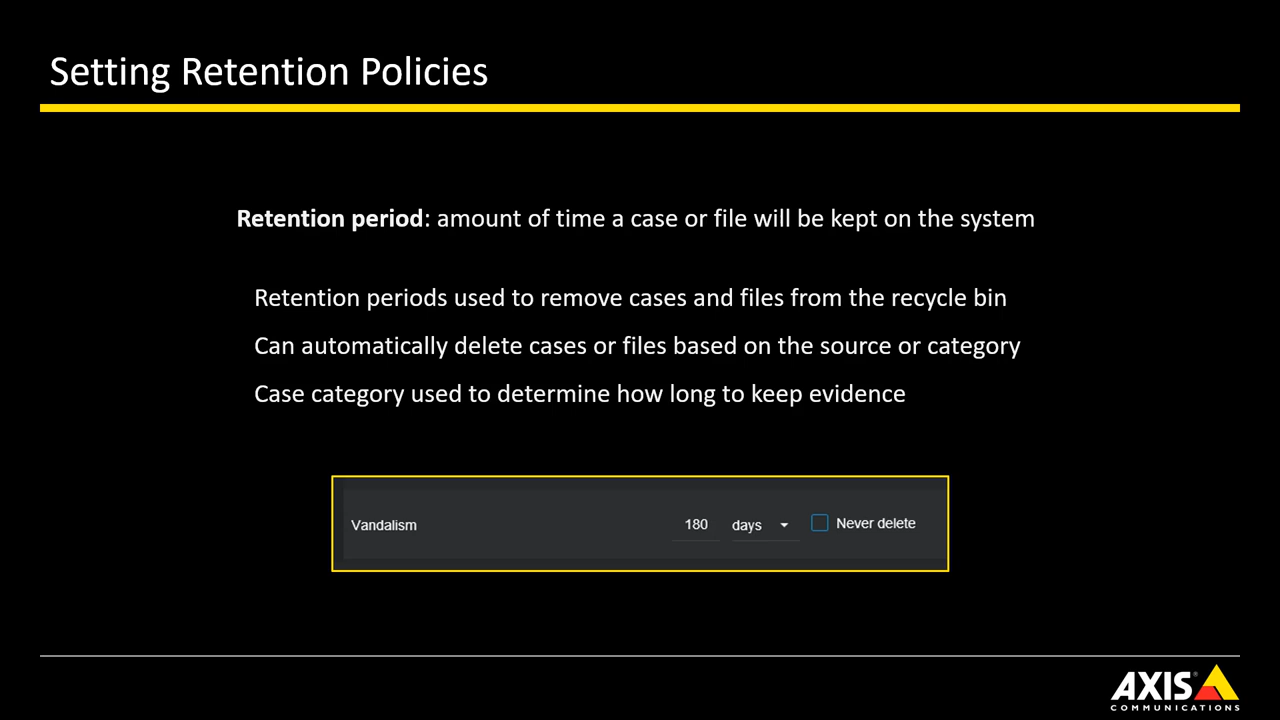 Setting Retention Policies
Retention period: amount of time a case or file will be kept on the system
Retention periods used to remove cases and files from the recycle bin
Can automatically delete cases or files based on the source or category
Case category used to determine how long to keep evidence
Vandalism 180 days Never delete
AXIS®
COMMUNICATIONS